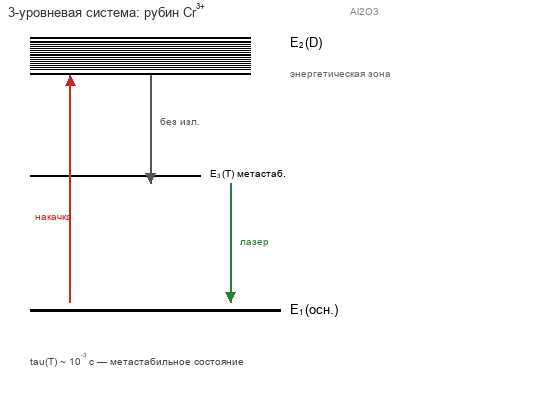 3-уровневая система: рубин Cr³⁺
Al2O3
E₂(D)
энергетическая зона
без изл.
E₃(T) метастаб.
накачка
лазер
E₁(осн.)
tau(T) ~ 10⁻³ с — метастабильное состояние